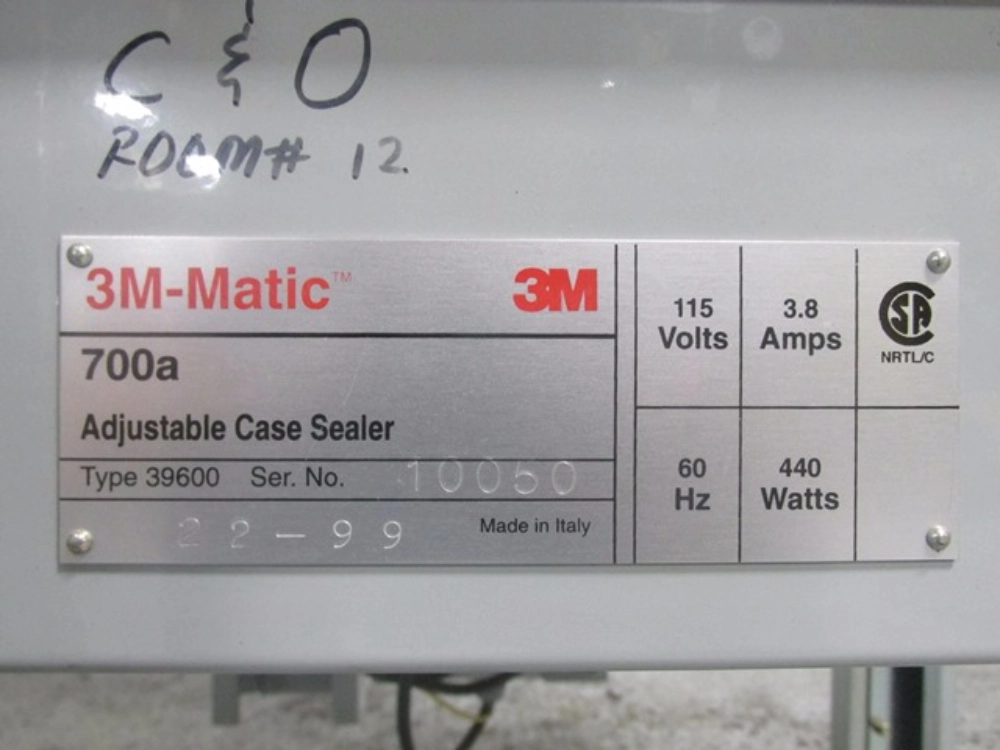 C & O
ROOM# 12.
3M-Matic™ 3M
700a
Adjustable Case Sealer
Type 39600 Ser. No. 10050
22-99 Made in Italy
115 Volts
3.8 Amps
SA
NRTL/C
60 Hz
440 Watts